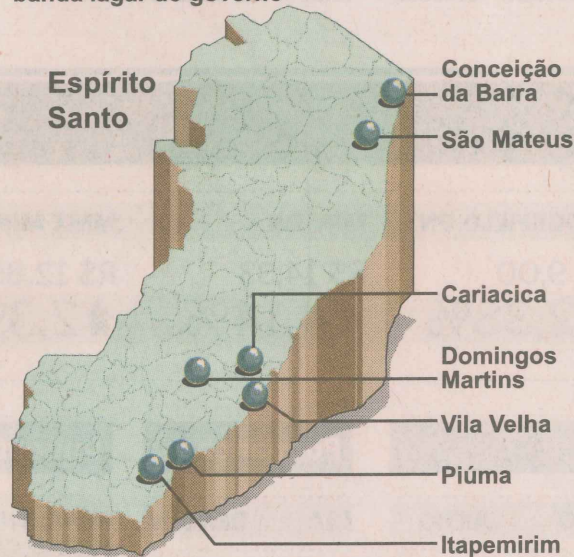 Espírito
Santo
Conceição
da Barra
São Mateus
Cariacica
Domingos
Martins
Vila Velha
Piúma
Itapemirim